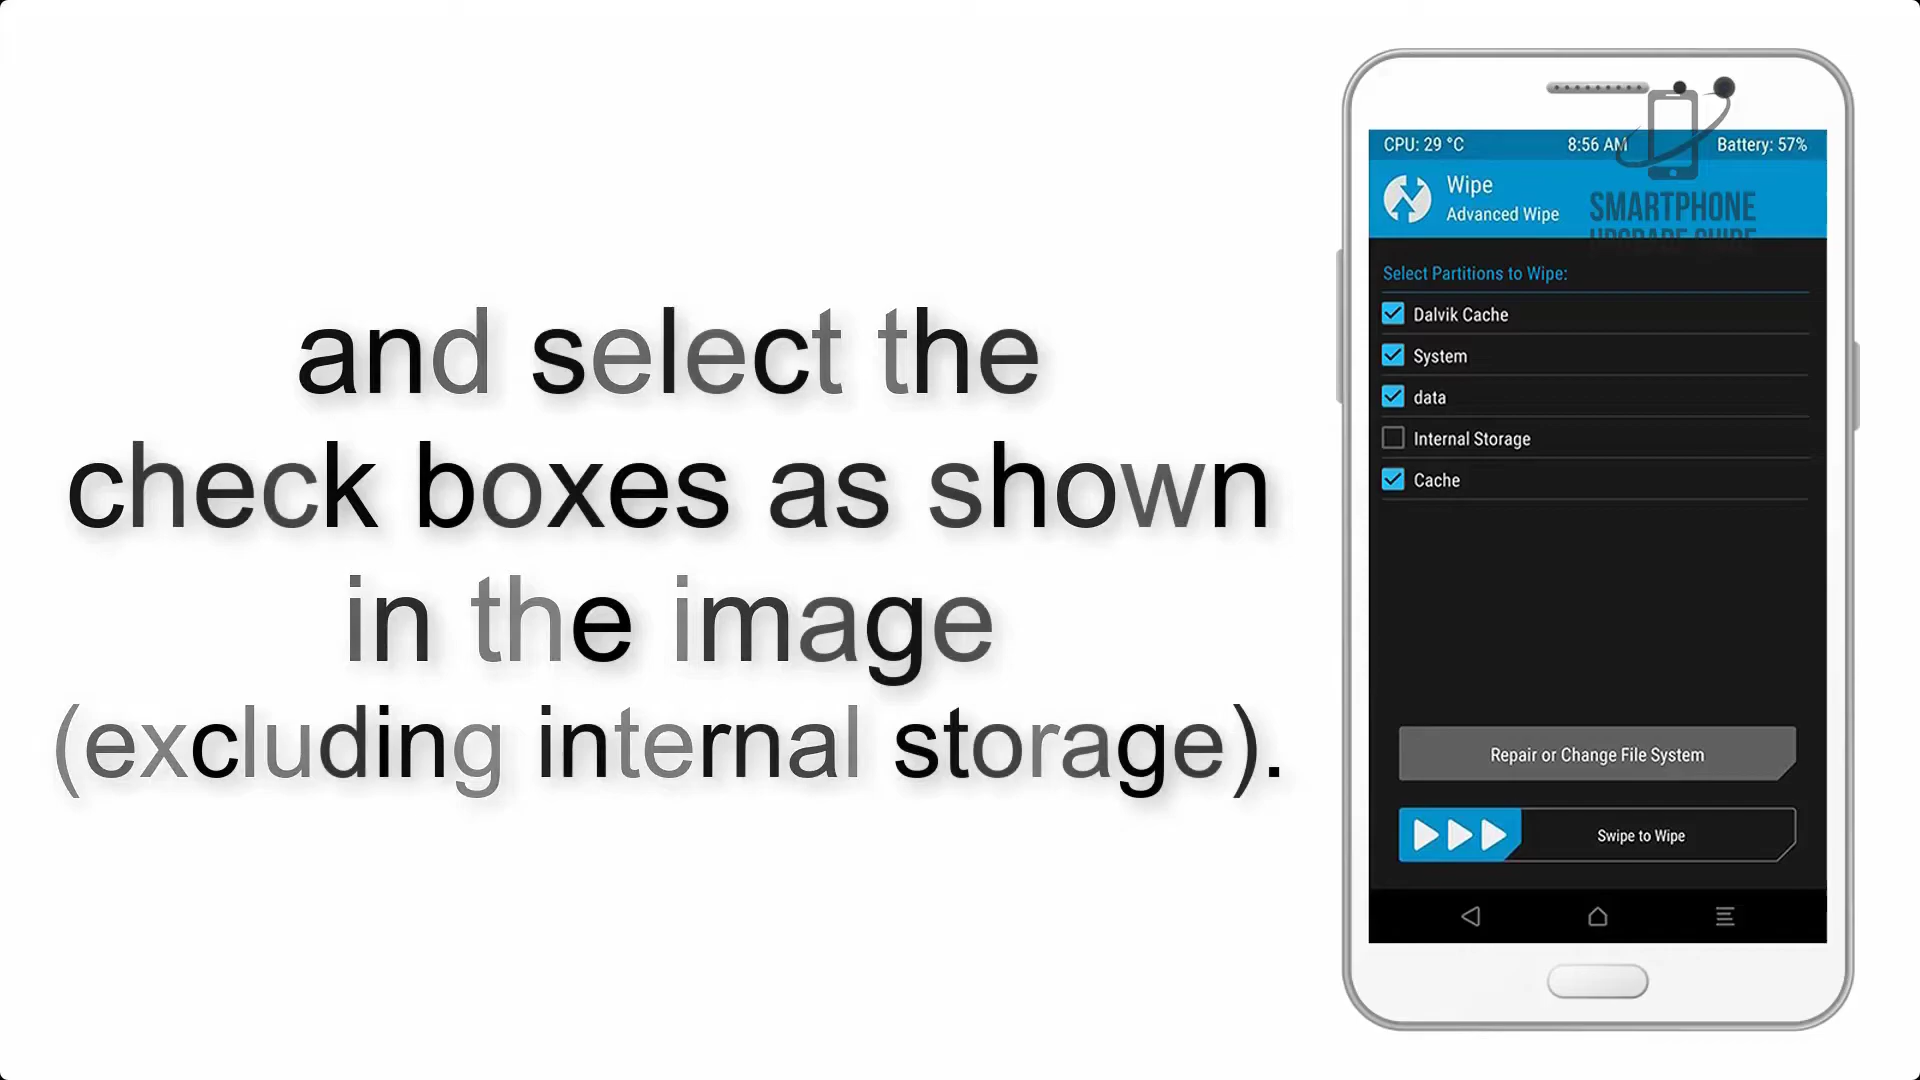 and select the
check boxes as shown
in the image
(excluding internal storage).
CPU: 29 °C 8:56 AM Battery: 57%
Wipe
Advanced Wipe
SMARTPHONE
UPGRADE GUIDE
Select Partitions to Wipe:
Dalvik Cache
System
data
Internal Storage
Cache
Repair or Change File System
Swipe to Wipe